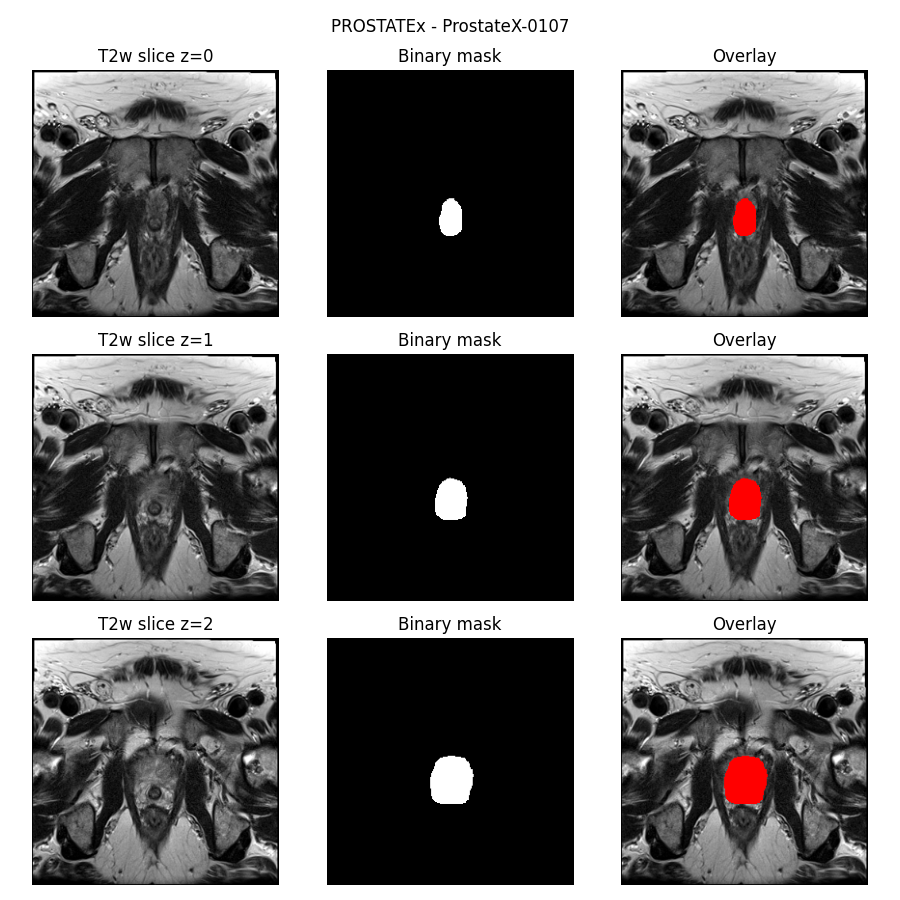 PROSTATEx - ProstateX-0107
T2w slice z=0
Binary mask
Overlay
T2w slice z=1
Binary mask
Overlay
T2w slice z=2
Binary mask
Overlay